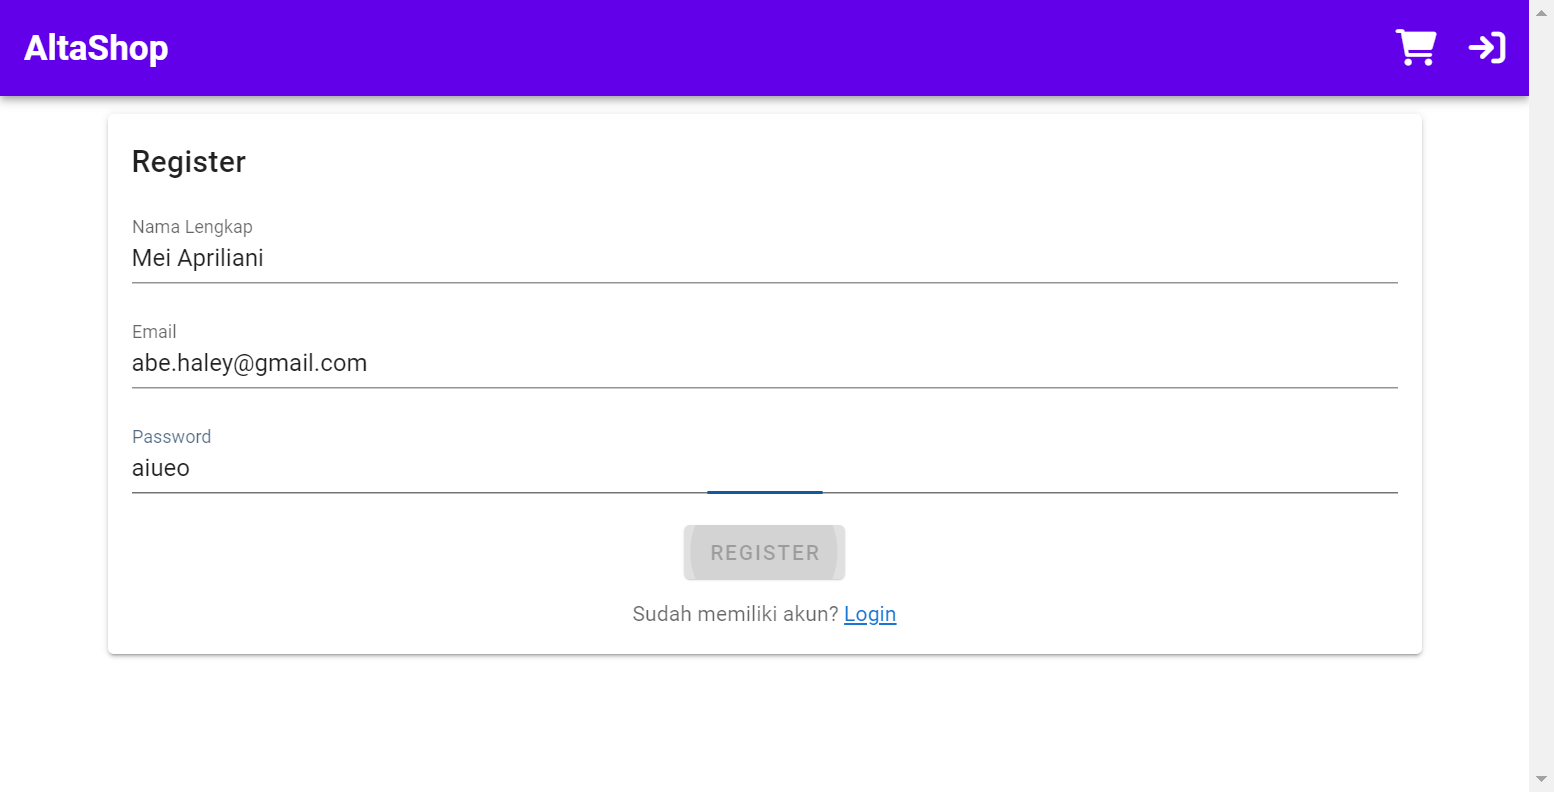 AltaShop
Register
Nama Lengkap
Mei Apriliani
Email
abe.haley@gmail.com
Password
aiueo
REGISTER
Sudah memiliki akun? Login